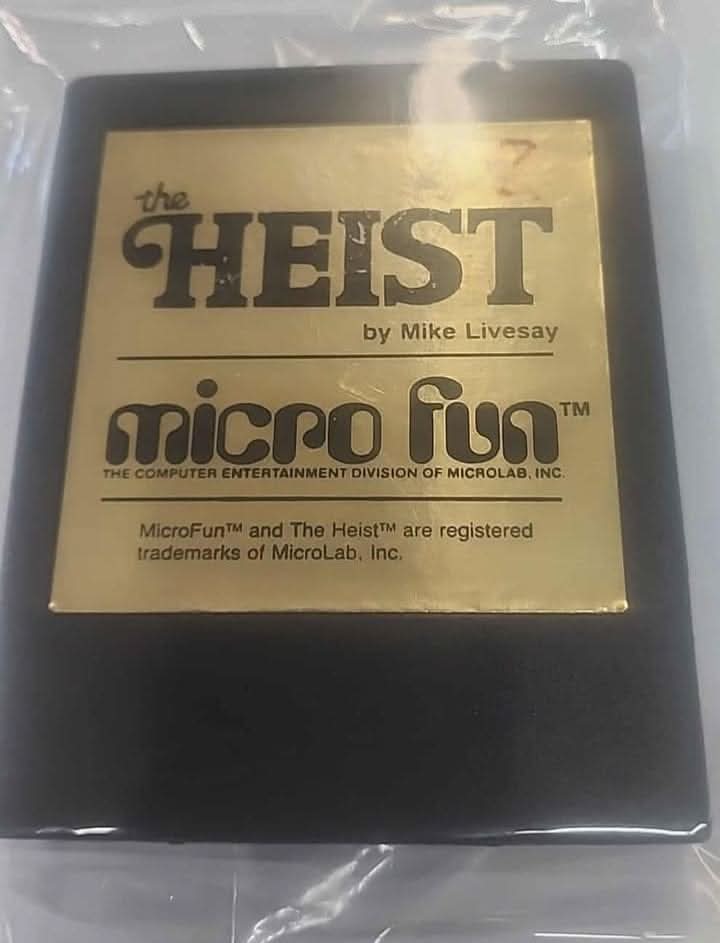 the
HEIST
by Mike Livesay
micro fun™
THE COMPUTER ENTERTAINMENT DIVISION OF MICROLAB, INC.
MicroFun™ and The Heist™ are registered
trademarks of MicroLab, Inc.